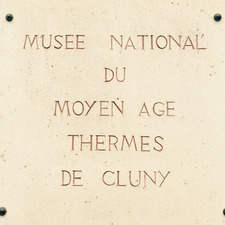 MUSEE NATIONAL
DU
MOYEN AGE
THERMES
DE CLUNY